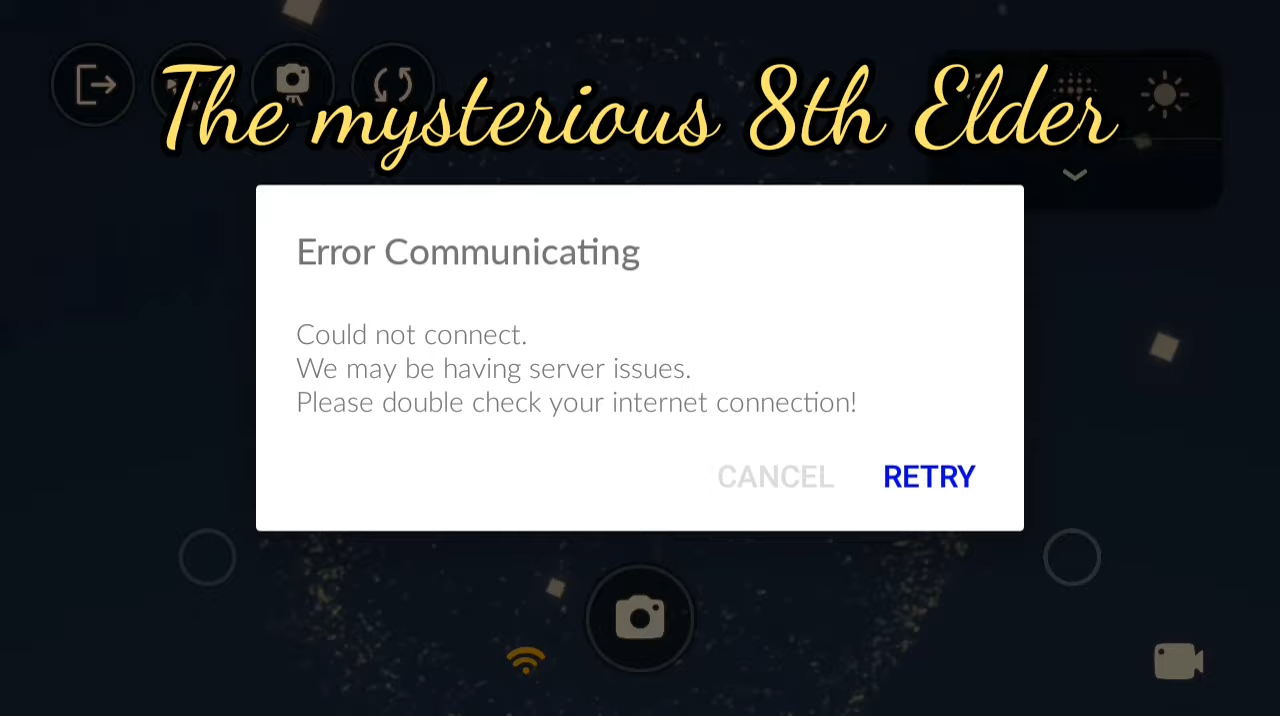 The mysterious 8th Elder
Error Communicating
Could not connect.
We may be having server issues.
Please double check your internet connection!
CANCEL RETRY